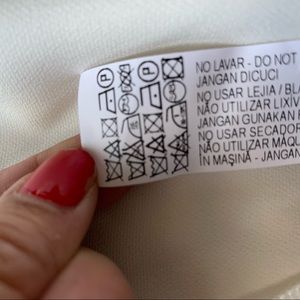 NO LAVAR - DO NOT
JANGAN DICUCI
NO USAR LEJIA / BLA
NÃO UTILIZAR LIXÍV
JANGAN GUNAKAN P
NO USAR SECADOR
NÃO UTILIZAR MÁQU
ÎN MAŞINĂ - JANGAN